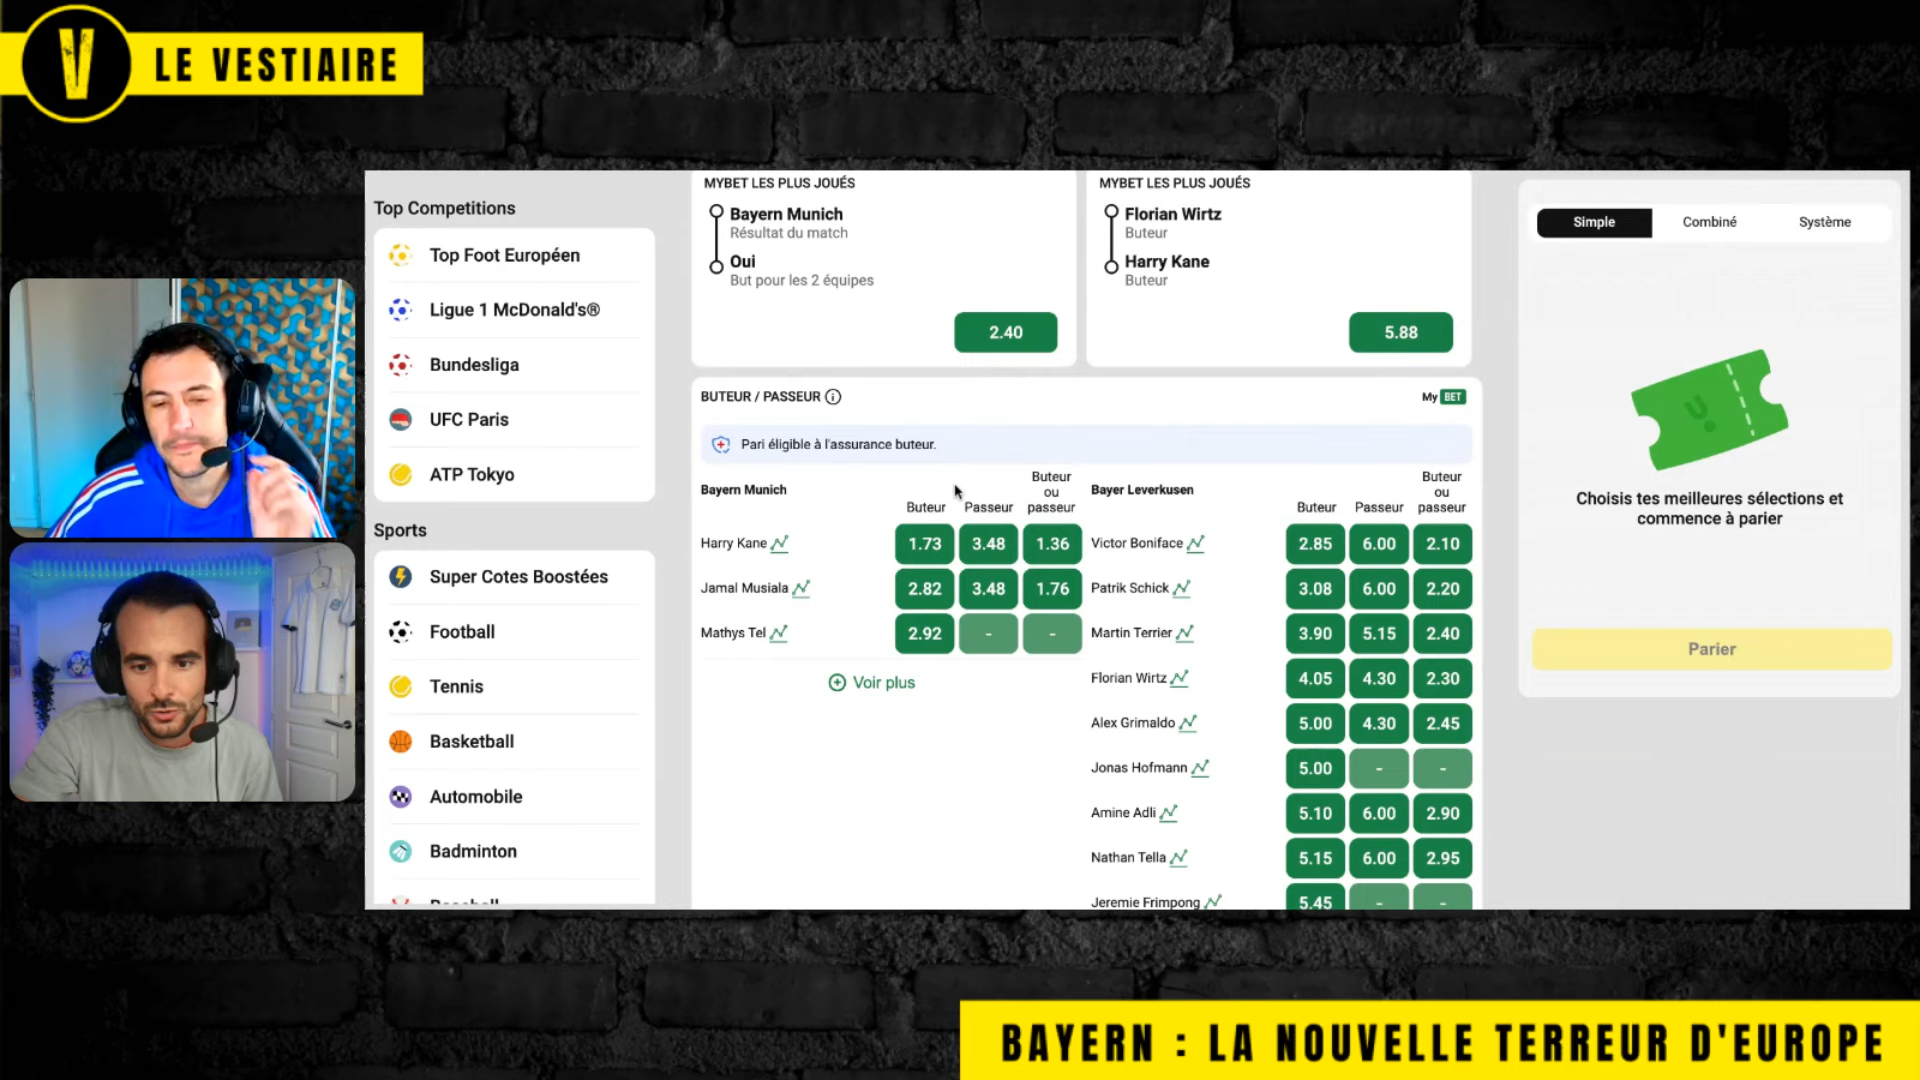 V LE VESTIAIRE
Top Competitions
Top Foot Européen
Ligue 1 McDonald's®
Bundesliga
UFC Paris
ATP Tokyo
Sports
Super Cotes Boostées
Football
Tennis
Basketball
Automobile
Badminton
Baseball
MYBET LES PLUS JOUÉS
Bayern Munich
Résultat du match
Oui
But pour les 2 équipes
2.40
MYBET LES PLUS JOUÉS
Florian Wirtz
Buteur
Harry Kane
Buteur
5.88
BUTEUR / PASSEUR
My BET
Pari éligible à l'assurance buteur.
Bayern Munich
Buteur Passeur Buteur ou passeur
Harry Kane 1.73 3.48 1.36
Jamal Musiala 2.82 3.48 1.76
Mathys Tel 2.92 - -
Voir plus
Bayer Leverkusen
Buteur Passeur Buteur ou passeur
Victor Boniface 2.85 6.00 2.10
Patrik Schick 3.08 6.00 2.20
Martin Terrier 3.90 5.15 2.40
Florian Wirtz 4.05 4.30 2.30
Alex Grimaldo 5.00 4.30 2.45
Jonas Hofmann 5.00 - -
Amine Adli 5.10 6.00 2.90
Nathan Tella 5.15 6.00 2.95
Jeremie Frimpong 5.45 - -
Simple Combiné Système
Choisis tes meilleures sélections et
commence à parier
Parier
BAYERN : LA NOUVELLE TERREUR D'EUROPE